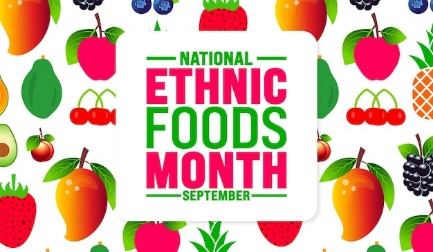 NATIONAL
ETHNIC
FOODS
MONTH
SEPTEMBER